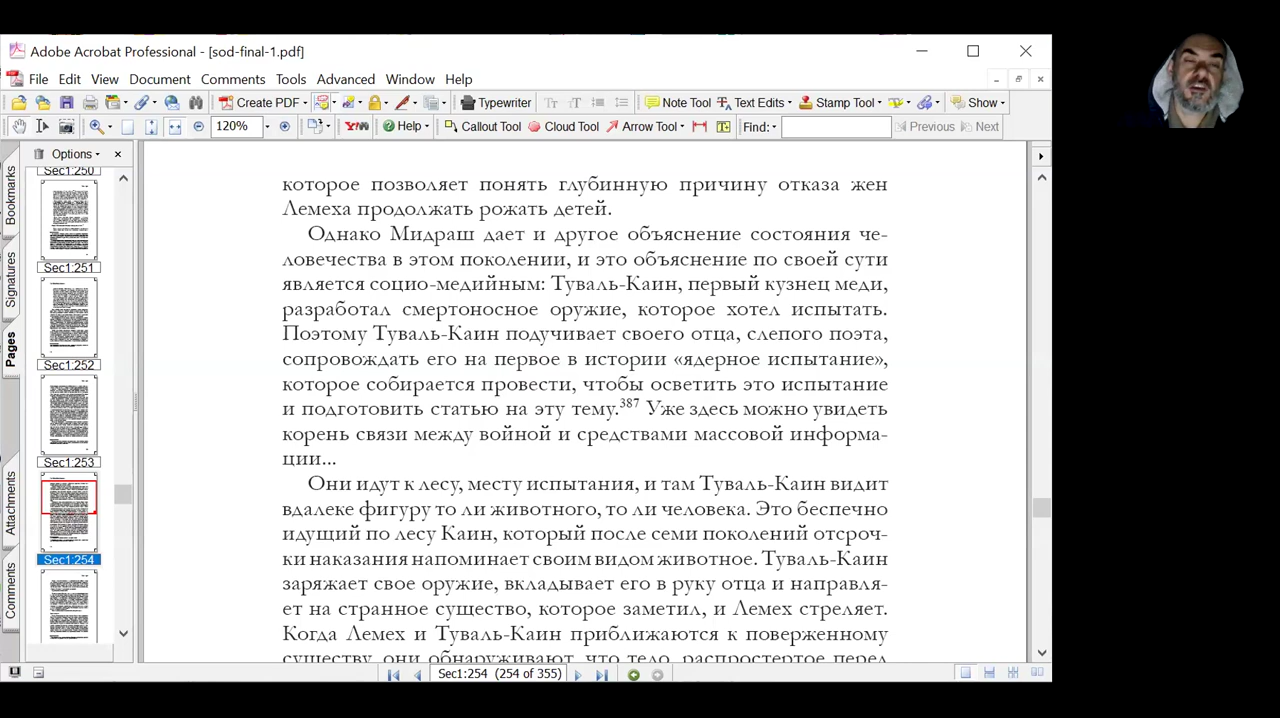 Adobe Acrobat Professional - [sod-final-1.pdf]
File Edit View Document Comments Tools Advanced Window Help
Create PDF Typewriter Note Tool Text Edits Stamp Tool Show
120% Help Callout Tool Cloud Tool Arrow Tool Find: Previous Next
Bookmarks
Signatures
Pages
Attachments
Comments
Options
Sec1:250
Sec1:251
Sec1:252
Sec1:253
Sec1:254
которое позволяет понять глубинную причину отказа жен
Лемеха продолжать рожать детей.
Однако Мидраш дает и другое объяснение состояния че-
ловечества в этом поколении, и это объяснение по своей сути
является социо-медийным: Туваль-Каин, первый кузнец меди,
разработал смертоносное оружие, которое хотел испытать.
Поэтому Туваль-Каин подучивает своего отца, слепого поэта,
сопровождать его на первое в истории «ядерное испытание»,
которое собирается провести, чтобы осветить это испытание
и подготовить статью на эту тему.387 Уже здесь можно увидеть
корень связи между войной и средствами массовой информа-
ции...
Они идут к лесу, месту испытания, и там Туваль-Каин видит
вдалеке фигуру то ли животного, то ли человека. Это беспечно
идущий по лесу Каин, который после семи поколений отсроч-
ки наказания напоминает своим видом животное. Туваль-Каин
заряжает свое оружие, вкладывает его в руку отца и направля-
ет на странное существо, которое заметил, и Лемех стреляет.
Когда Лемех и Туваль-Каин приближаются к поверженному
существу, они обнаруживают, что тело, распростертое перед
Sec1:254 (254 of 355)